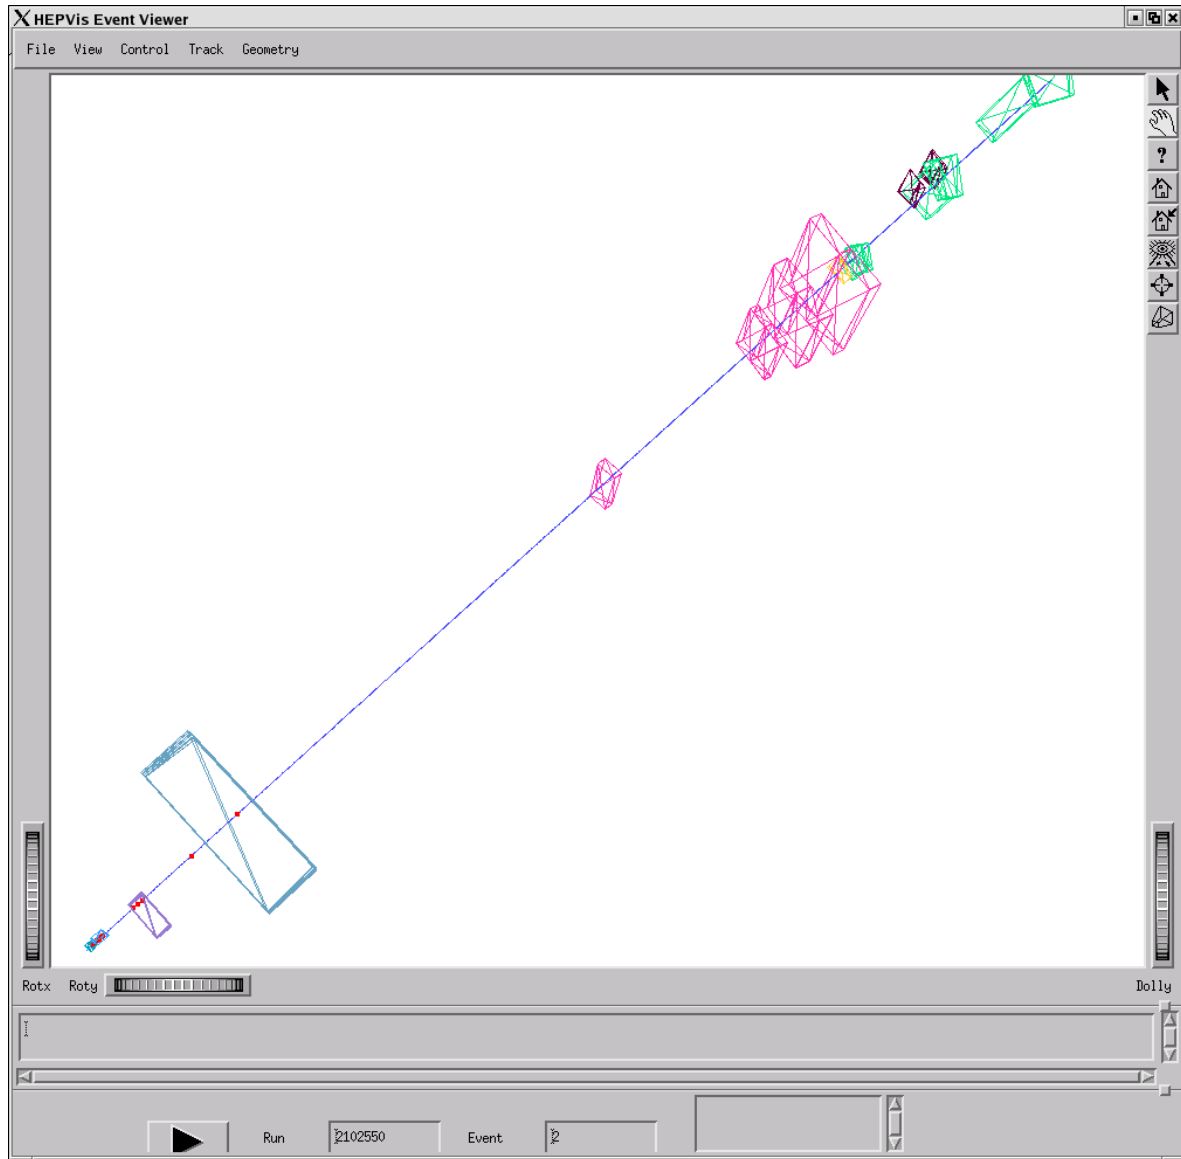 HEPVis Event Viewer
File View Control Track Geometry
?
Rotx Roty Dolly
Run 2102550 Event 2